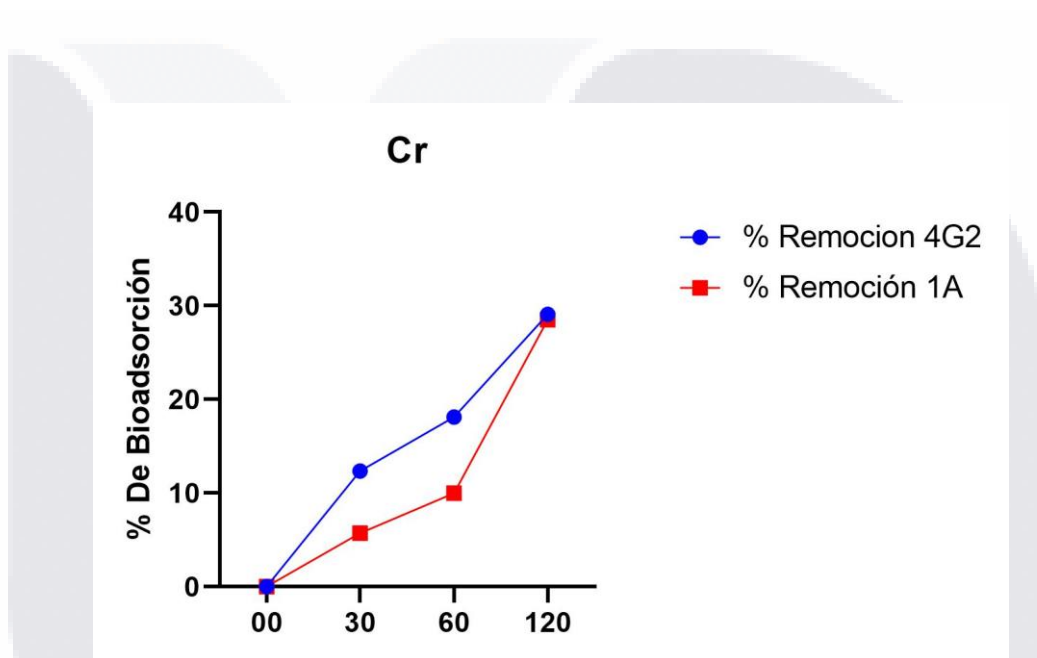 Cr
40
30
20
10
0
% De Bioadsorción
00 30 60 120
% Remocion 4G2
% Remoción 1A